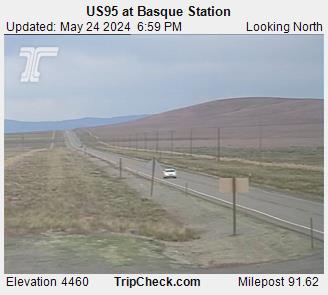 US95 at Basque Station
Updated: May 24 2024 6:59 PM Looking North
Elevation 4460 TripCheck.com Milepost 91.62